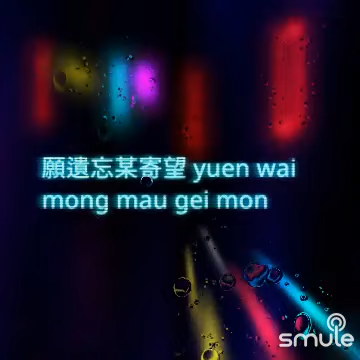 願遺忘某寄望 yuen wai
mong mau gei mon
smule